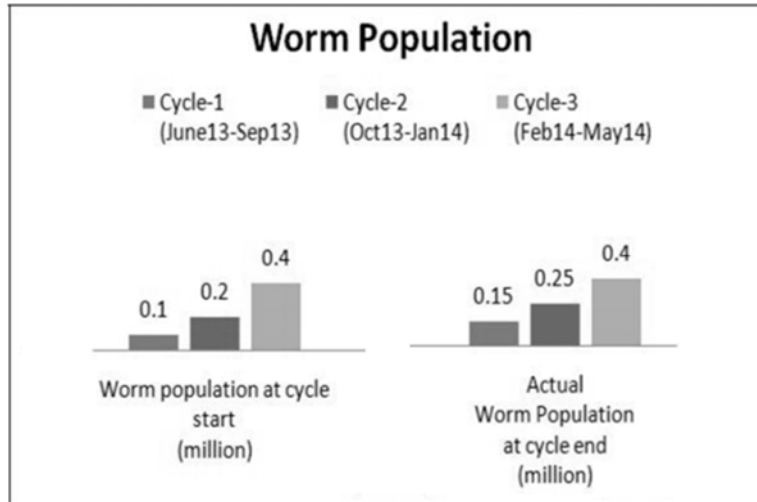 Worm Population
Cycle-1
(June13-Sep13)
Cycle-2
(Oct13-Jan14)
Cycle-3
(Feb14-May14)
0.1
0.2
0.4
Worm population at cycle
start
(million)
0.15
0.25
0.4
Actual
Worm Population
at cycle end
(million)